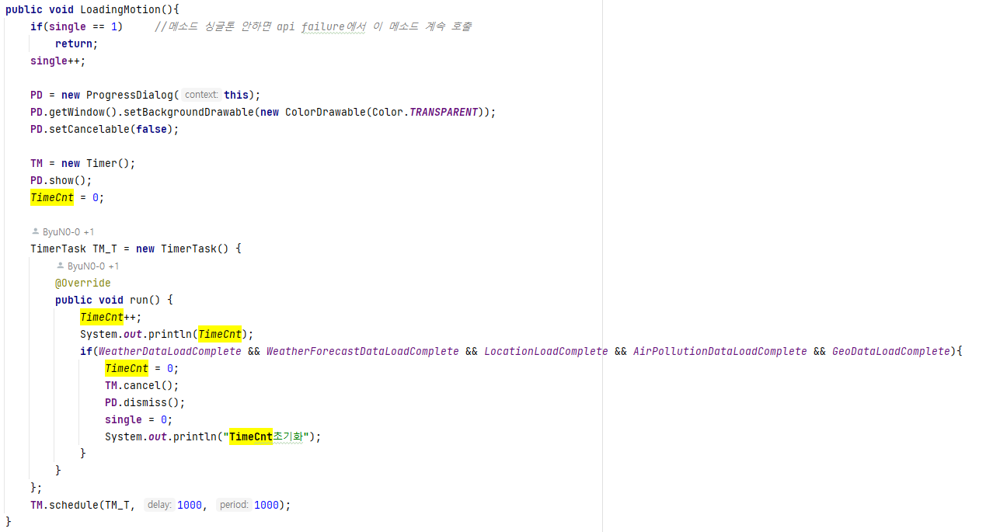 public void LoadingMotion(){
if(single == 1) //메소드 싱글톤 안하면 api failure에서 이 메소드 계속 호출
return;
single++;
PD = new ProgressDialog( context: this);
PD.getWindow().setBackgroundDrawable(new ColorDrawable(Color.TRANSPARENT));
PD.setCancelable(false);
TM = new Timer();
PD.show();
TimeCnt = 0;
ByuN0-0 +1
TimerTask TM_T = new TimerTask() {
ByuN0-0 +1
@Override
public void run() {
TimeCnt++;
System.out.println(TimeCnt);
if(WeatherDataLoadComplete && WeatherForecastDataLoadComplete && LocationLoadComplete && AirPollutionDataLoadComplete && GeoDataLoadComplete){
TimeCnt = 0;
TM.cancel();
PD.dismiss();
single = 0;
System.out.println("TimeCnt초기화");
}
}
};
TM.schedule(TM_T, delay: 1000, period: 1000);
}